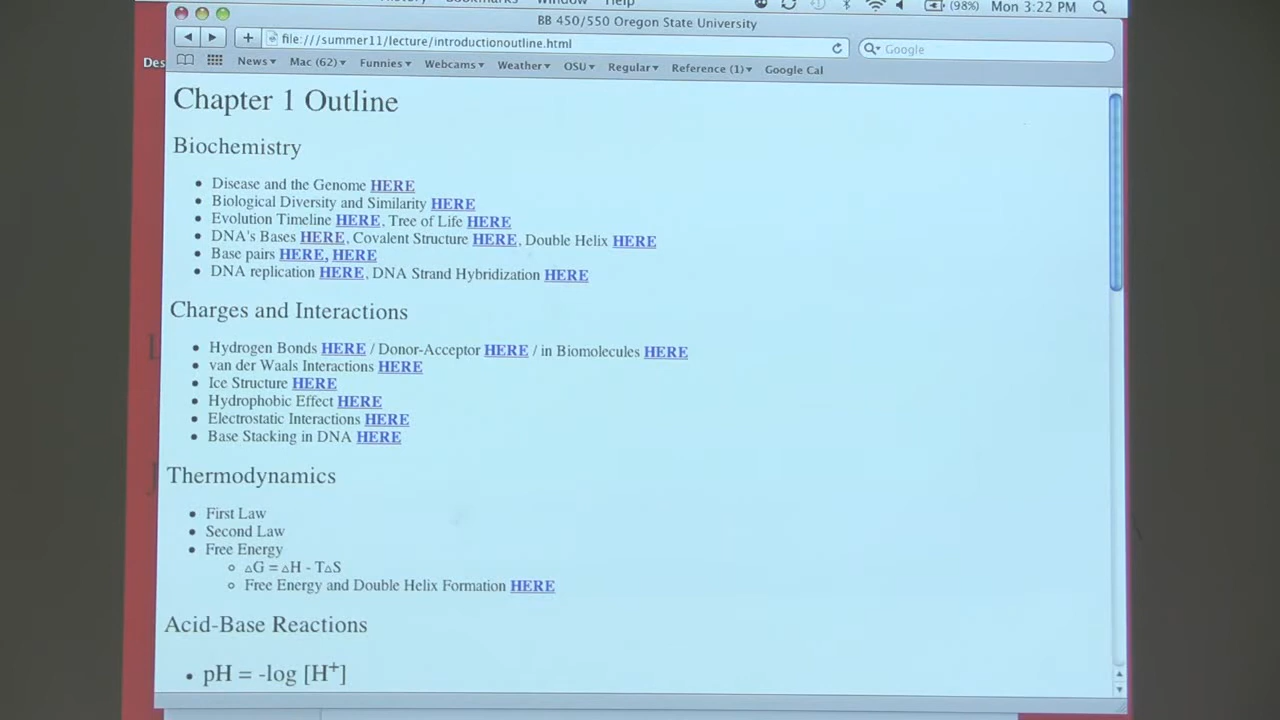 Window Help
(98%) Mon 3:22 PM
BB 450/550 Oregon State University
file:///summer11/lecture/introductionoutline.html
Google
Des
News Mac (62) Funnies Webcams Weather OSU Regular Reference (1) Google Cal
Chapter 1 Outline
Biochemistry
• Disease and the Genome HERE
• Biological Diversity and Similarity HERE
• Evolution Timeline HERE, Tree of Life HERE
• DNA's Bases HERE, Covalent Structure HERE, Double Helix HERE
• Base pairs HERE, HERE
• DNA replication HERE, DNA Strand Hybridization HERE
Charges and Interactions
• Hydrogen Bonds HERE / Donor-Acceptor HERE / in Biomolecules HERE
• van der Waals Interactions HERE
• Ice Structure HERE
• Hydrophobic Effect HERE
• Electrostatic Interactions HERE
• Base Stacking in DNA HERE
Thermodynamics
• First Law
• Second Law
• Free Energy
◦ △G = △H - T△S
◦ Free Energy and Double Helix Formation HERE
Acid-Base Reactions
• pH = -log [H⁺]